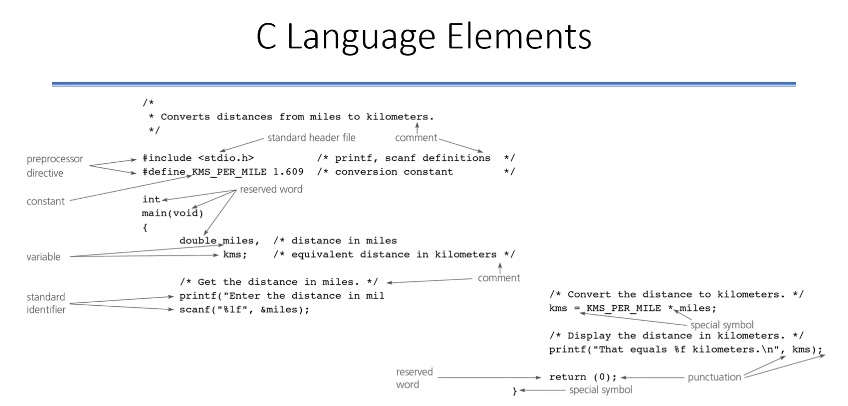 C Language Elements
/*
* Converts distances from miles to kilometers.
*/
standard header file
comment
preprocessor
directive
#include <stdio.h> /* printf, scanf definitions */
#define KMS_PER_MILE 1.609 /* conversion constant */
constant
reserved word
int
main(void)
{
double miles, /* distance in miles
variable
kms; /* equivalent distance in kilometers */
comment
/* Get the distance in miles. */
standard
identifier
printf("Enter the distance in mil
scanf("%lf", &miles);
/* Convert the distance to kilometers. */
kms = KMS_PER_MILE * miles;
special symbol
/* Display the distance in kilometers. */
printf("That equals %f kilometers.\n", kms);
reserved
word
return (0);
punctuation
}
special symbol